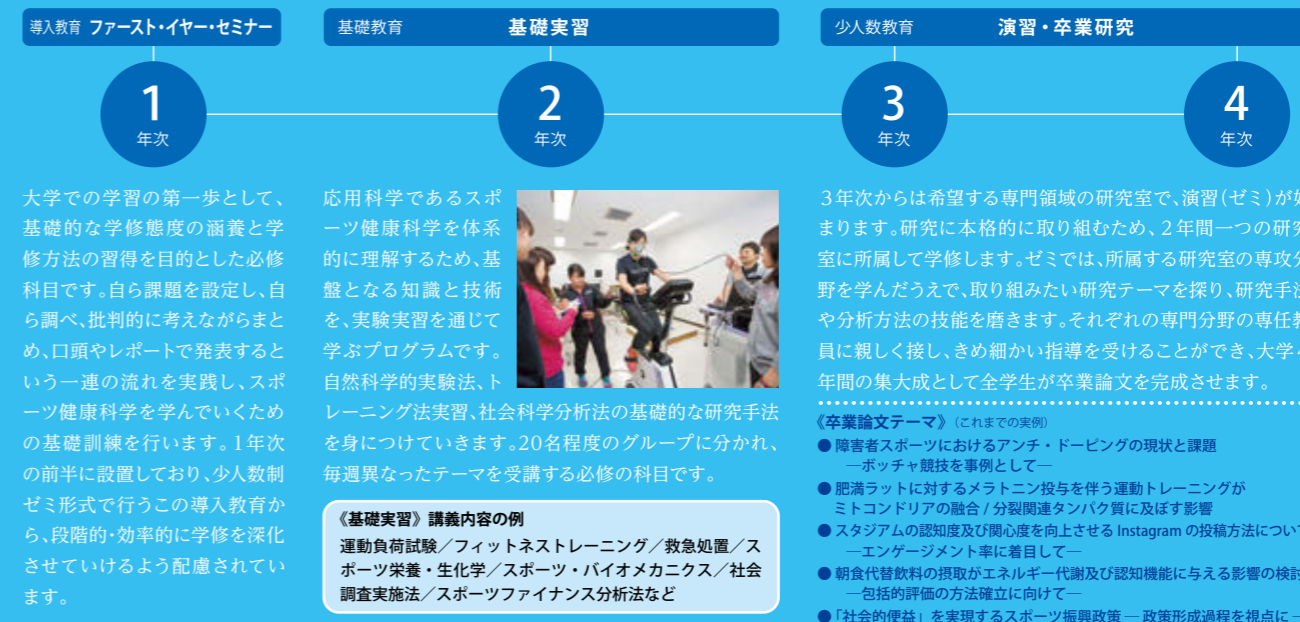 導入教育 ファースト・イヤー・セミナー
1
年次
大学での学習の第一歩として、
基礎的な学修態度の涵養と学
修方法の習得を目的とした必修
科目です。自ら課題を設定し、自
ら調べ、批判的に考えながらまと
め、口頭やレポートで発表すると
いう一連の流れを実践し、スポ
ーツ健康科学を学んでいくため
の基礎訓練を行います。1年次
の前半に設置しており、少人数制
ゼミ形式で行うこの導入教育か
ら、段階的・効率的に学修を深化
させていけるよう配慮されてい
ます。
基礎教育 基礎実習
2
年次
応用科学であるスポ
ーツ健康科学を体系
的に理解するため、基
盤となる知識と技術
を、実験実習を通じて
学ぶプログラムです。
自然科学的実験法、ト
レーニング法実習、社会科学分析法の基礎的な研究手法
を身につけていきます。20名程度のグループに分かれ、
毎週異なったテーマを受講する必修の科目です。
《基礎実習》講義内容の例
運動負荷試験／フィットネストレーニング／救急処置／ス
ポーツ栄養・生化学／スポーツ・バイオメカニクス／社会
調査実施法／スポーツファイナンス分析法など
少人数教育 演習・卒業研究
3
年次
4
年次
3年次からは希望する専門領域の研究室で、演習（ゼミ）が
まります。研究に本格的に取り組むため、2年間一つの研究
室に所属して学修します。ゼミでは、所属する研究室の専攻分
野を学んだうえで、取り組みたい研究テーマを探り、研究手法
や分析方法の技能を磨きます。それぞれの専門分野の専任教
員に親しく接し、きめ細かい指導を受けることができ、大学
年間の集大成として全学生が卒業論文を完成させます。
《卒業論文テーマ》（これまでの実例）
● 障害者スポーツにおけるアンチ・ドーピングの現状と課題
―ボッチャ競技を事例として―
● 肥満ラットに対するメラトニン投与を伴う運動トレーニングが
ミトコンドリアの融合 / 分裂関連タンパク質に及ぼす影響
● スタジアムの認知度及び関心度を向上させる Instagram の投稿方法について
―エンゲージメント率に着目して―
● 朝食代替飲料の摂取がエネルギー代謝及び認知機能に与える影響の検討
―包括的評価の方法確立に向けて―
● 「社会的便益」を実現するスポーツ振興政策 ― 政策形成過程を視点に ―